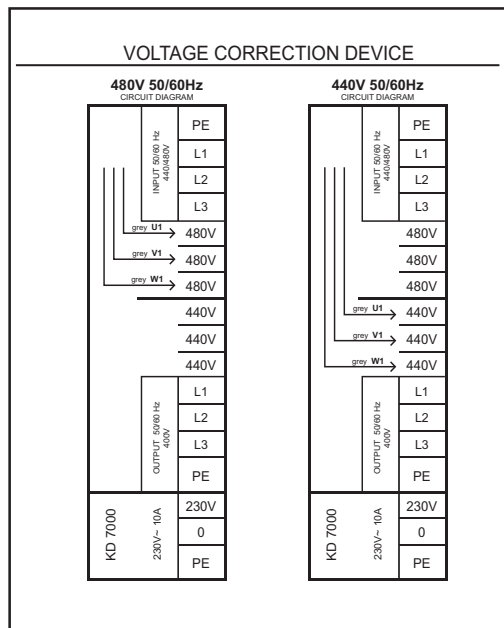 VOLTAGE CORRECTION DEVICE
480V 50/60Hz
CIRCUIT DIAGRAM
INPUT 50/60 Hz
440/480V
PE
L1
L2
L3
grey U1 480V
grey V1 480V
grey W1 480V
440V
440V
440V
OUTPUT 50/60 Hz
400V
L1
L2
L3
PE
KD 7000
230V~ 10A
230V
0
PE
440V 50/60Hz
CIRCUIT DIAGRAM
INPUT 50/60 Hz
440/480V
PE
L1
L2
L3
480V
480V
480V
grey U1 440V
grey V1 440V
grey W1 440V
OUTPUT 50/60 Hz
400V
L1
L2
L3
PE
KD 7000
230V~ 10A
230V
0
PE